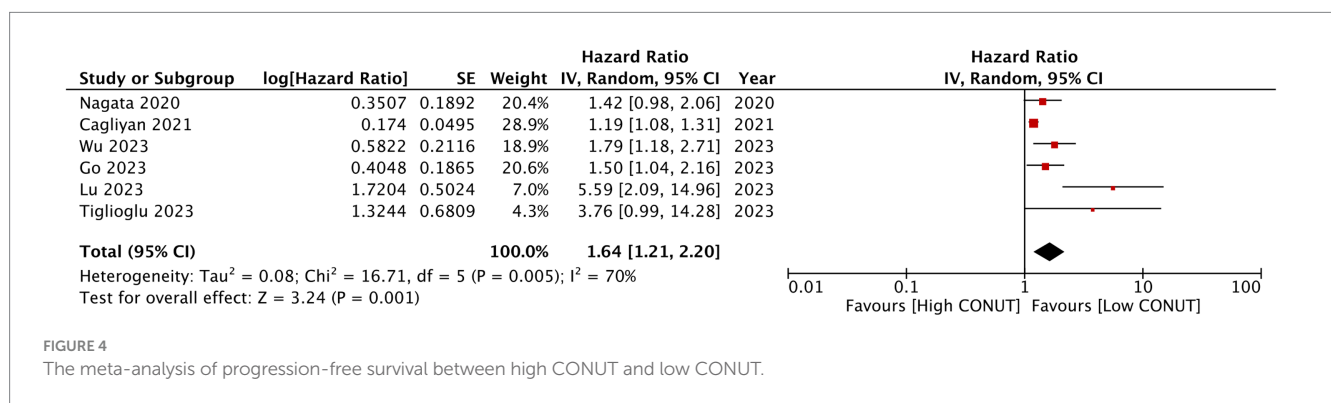 Hazard Ratio Hazard Ratio
Study or Subgroup log[Hazard Ratio] SE Weight IV, Random, 95% CI Year IV, Random, 95% CI
Nagata 2020 0.3507 0.1892 20.4% 1.42 [0.98, 2.06] 2020
Cagliyan 2021 0.174 0.0495 28.9% 1.19 [1.08, 1.31] 2021
Wu 2023 0.5822 0.2116 18.9% 1.79 [1.18, 2.71] 2023
Go 2023 0.4048 0.1865 20.6% 1.50 [1.04, 2.16] 2023
Lu 2023 1.7204 0.5024 7.0% 5.59 [2.09, 14.96] 2023
Tiglioglu 2023 1.3244 0.6809 4.3% 3.76 [0.99, 14.28] 2023
Total (95% CI) 100.0% 1.64 [1.21, 2.20]
Heterogeneity: Tau² = 0.08; Chi² = 16.71, df = 5 (P = 0.005); I² = 70%
Test for overall effect: Z = 3.24 (P = 0.001)
0.01 0.1 1 10 100
Favours [High CONUT] Favours [Low CONUT]
FIGURE 4
The meta-analysis of progression-free survival between high CONUT and low CONUT.